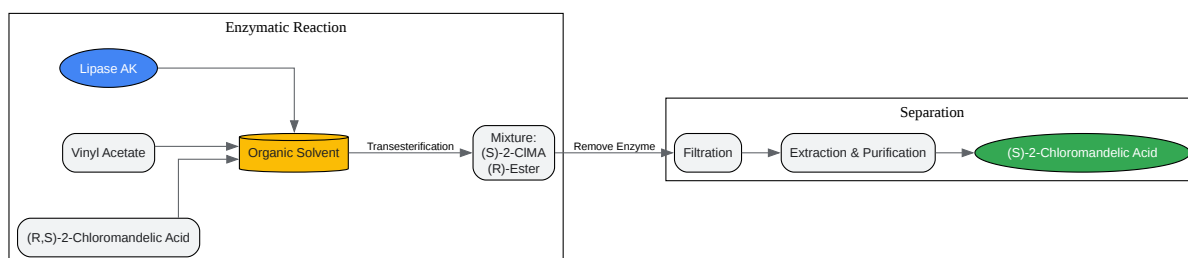 Enzymatic Reaction
Lipase AK
Vinyl Acetate
(R,S)-2-Chloromandelic Acid
Organic Solvent
Transesterification
Mixture:
(S)-2-ClMA
(R)-Ester
Remove Enzyme
Separation
Filtration
Extraction & Purification
(S)-2-Chloromandelic Acid